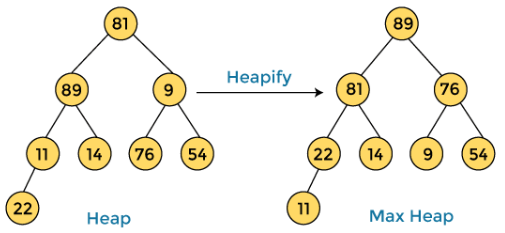 81 89
89 9 Heapify 81 76
11 14 76 54 22 14 9 54
22 Heap 11 Max Heap